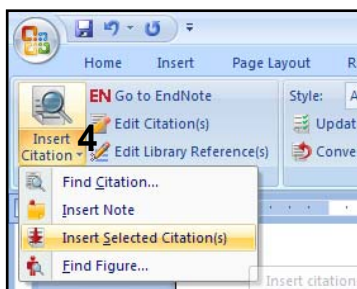 Home Insert Page Layout R
EN Go to EndNote
Style: A
Edit Citation(s)
Updat
Insert
Citation
4
Edit Library Reference(s)
Conve
Find Citation...
Insert Note
Insert Selected Citation(s)
Find Figure...
Insert citation